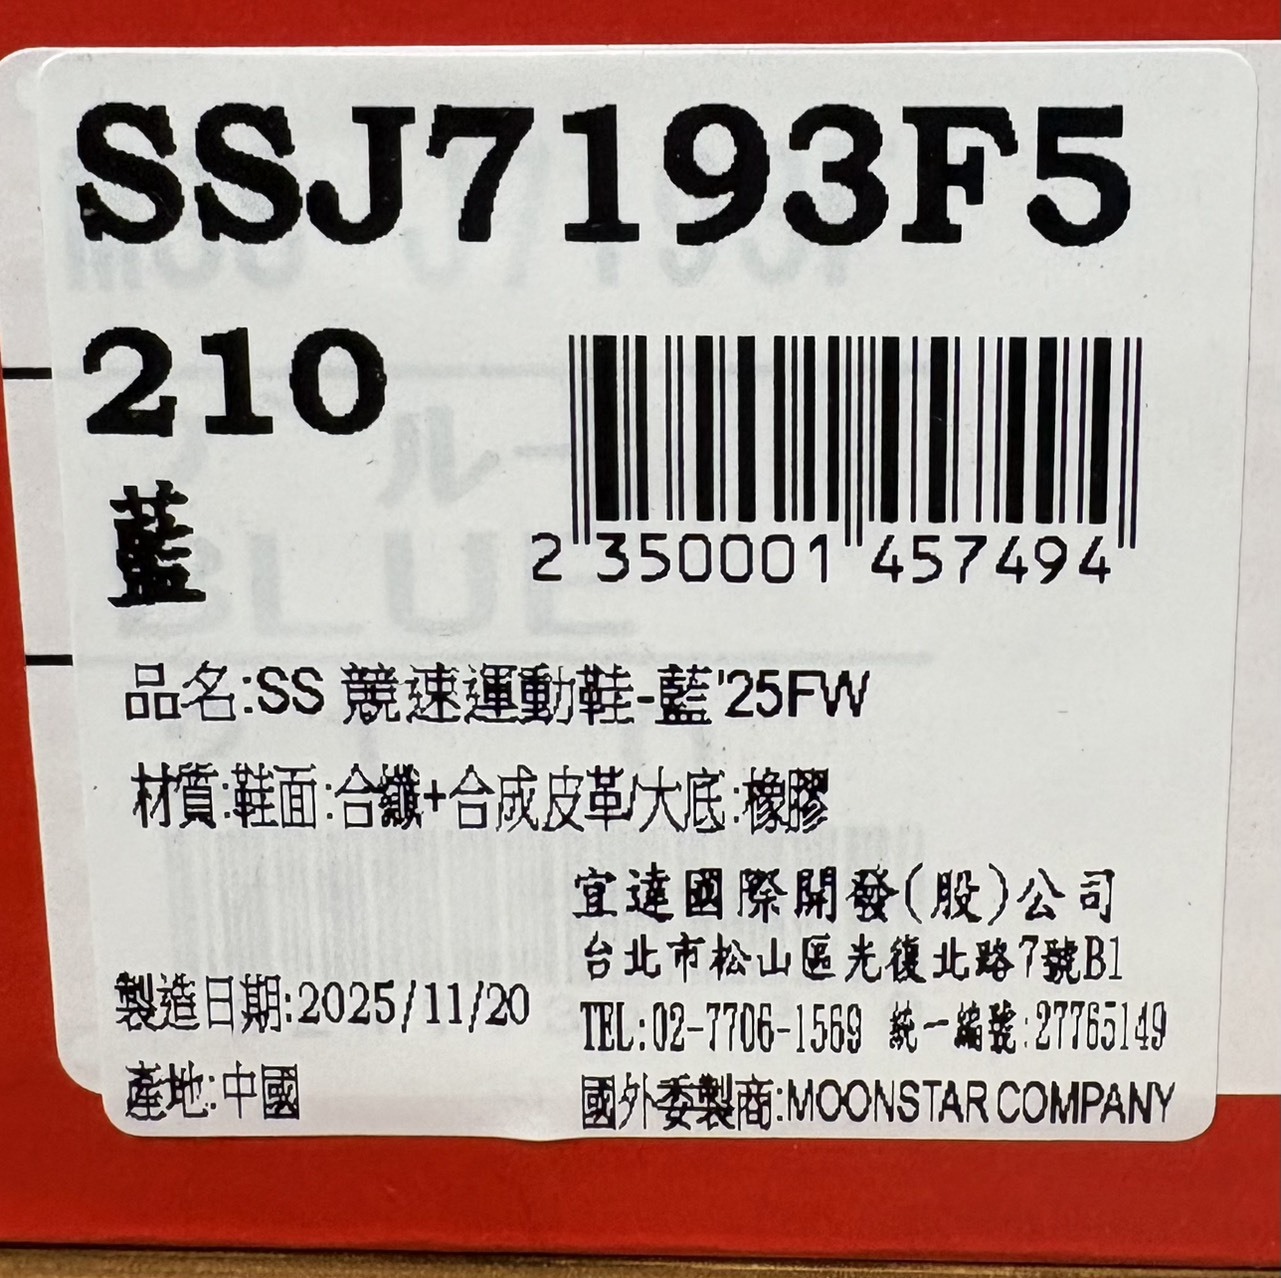 SSJ7193F5
210
藍
2 350001 457494
品名:SS 競速運動鞋-藍'25FW
材質:鞋面:合纖+合成皮革/大底:橡膠
宜達國際開發(股)公司
台北市松山區光復北路7號B1
製造日期:2025/11/20
TEL:02-7706-1569 統一編號:27765149
產地:中國
國外委製商:MOONSTAR COMPANY